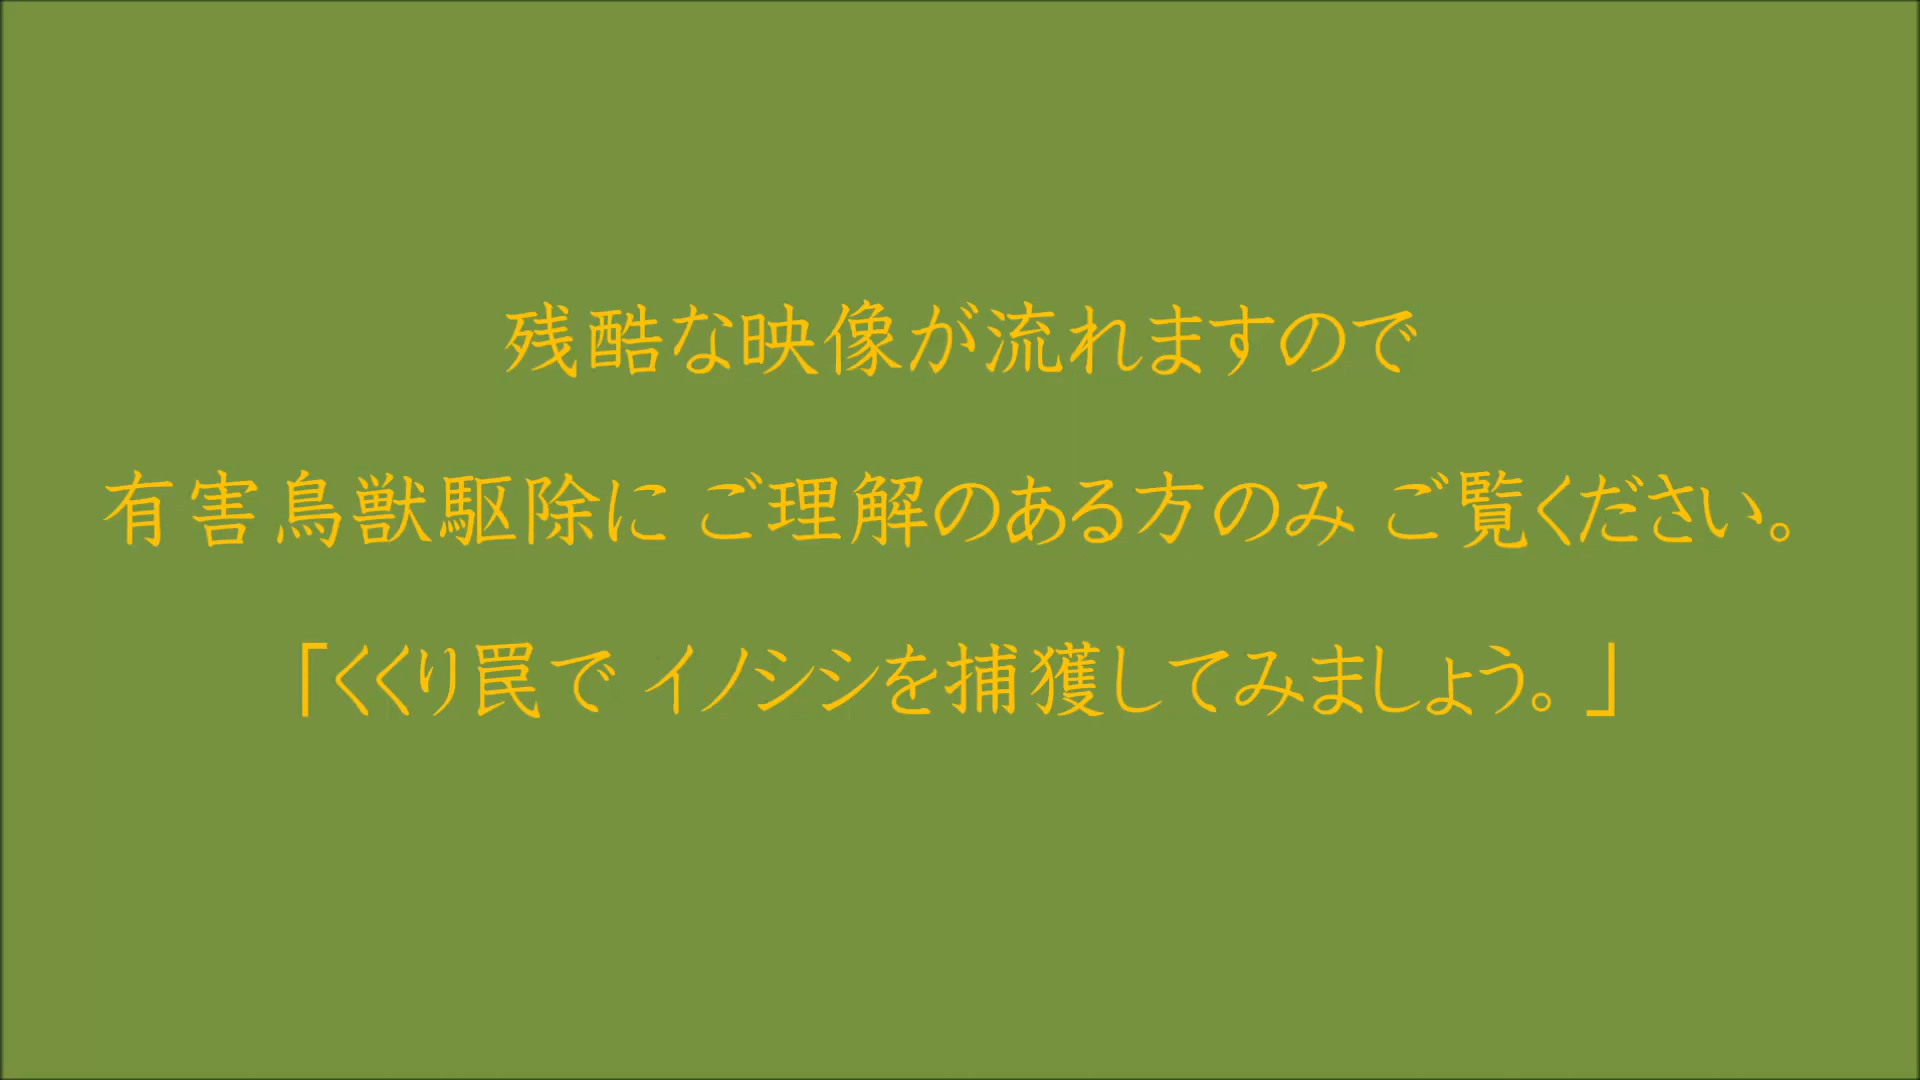 残酷な映像が流れますので
有害鳥獣駆除に ご理解のある方のみ ご覧ください。
「くくり罠で イノシシを捕獲してみましょう。」